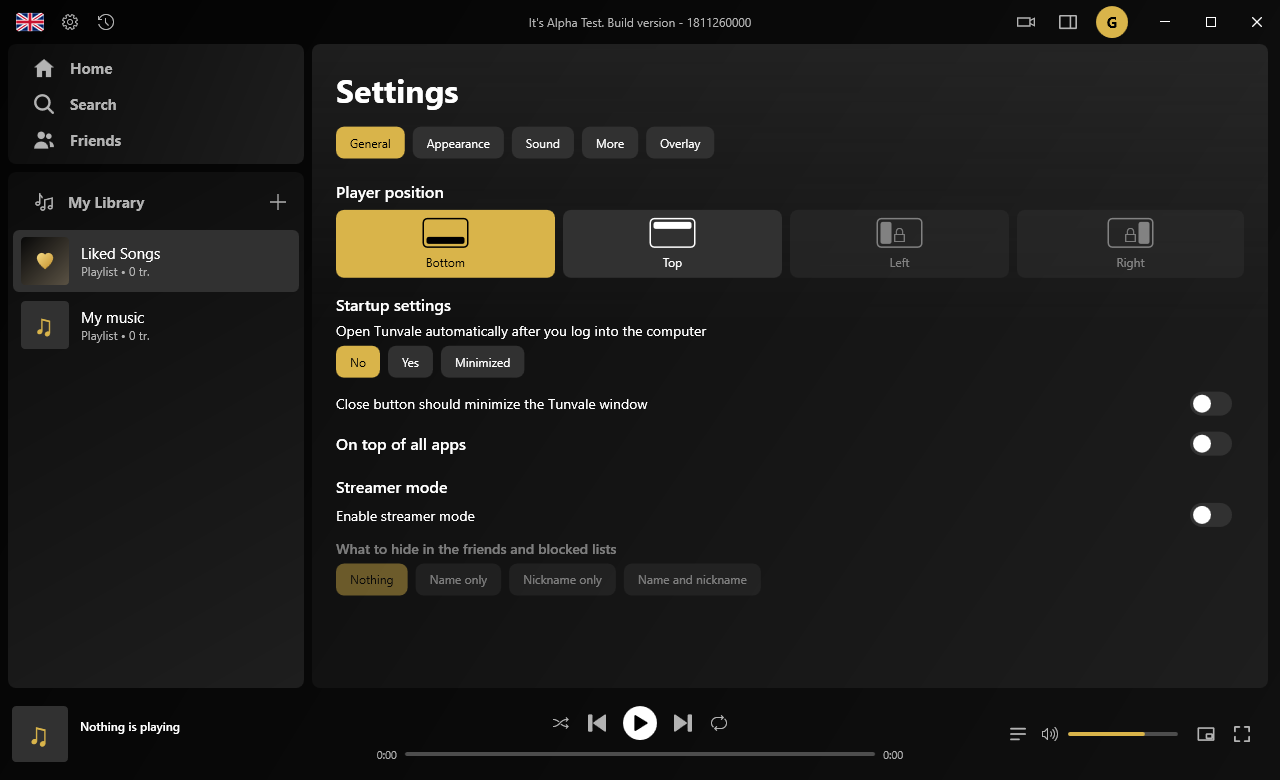 It's Alpha Test. Build version - 1811260000
G
Home
Search
Friends
My Library
Liked Songs
Playlist • 0 tr.
My music
Playlist • 0 tr.
Settings
General
Appearance
Sound
More
Overlay
Player position
Bottom
Top
Left
Right
Startup settings
Open Tunvale automatically after you log into the computer
No
Yes
Minimized
Close button should minimize the Tunvale window
On top of all apps
Streamer mode
Enable streamer mode
What to hide in the friends and blocked lists
Nothing
Name only
Nickname only
Name and nickname
Nothing is playing
0:00
0:00